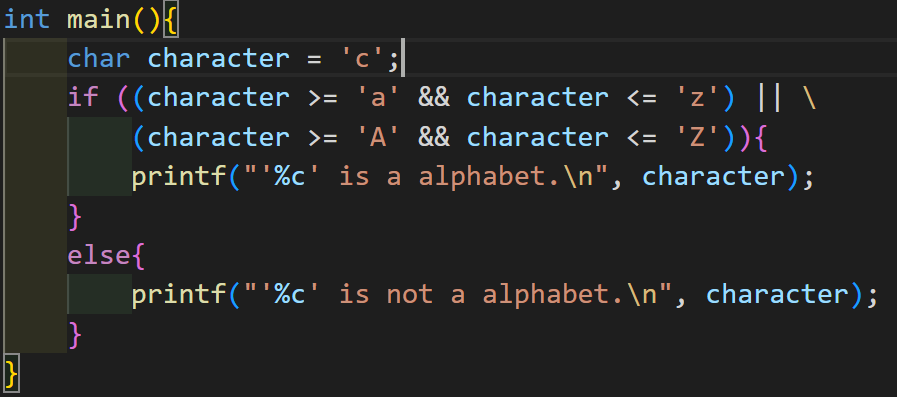 int main(){
    char character = 'c';
    if ((character >= 'a' && character <= 'z') || \
        (character >= 'A' && character <= 'Z')){
        printf("'%c' is a alphabet.\n", character);
    }
    else{
        printf("'%c' is not a alphabet.\n", character);
    }
}